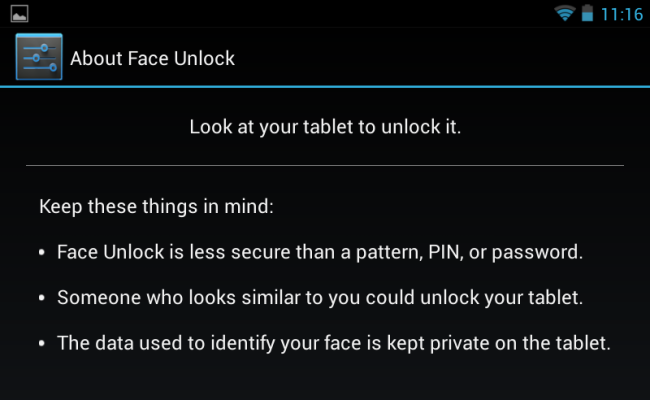 11:16
About Face Unlock
Look at your tablet to unlock it.
Keep these things in mind:
• Face Unlock is less secure than a pattern, PIN, or password.
• Someone who looks similar to you could unlock your tablet.
• The data used to identify your face is kept private on the tablet.